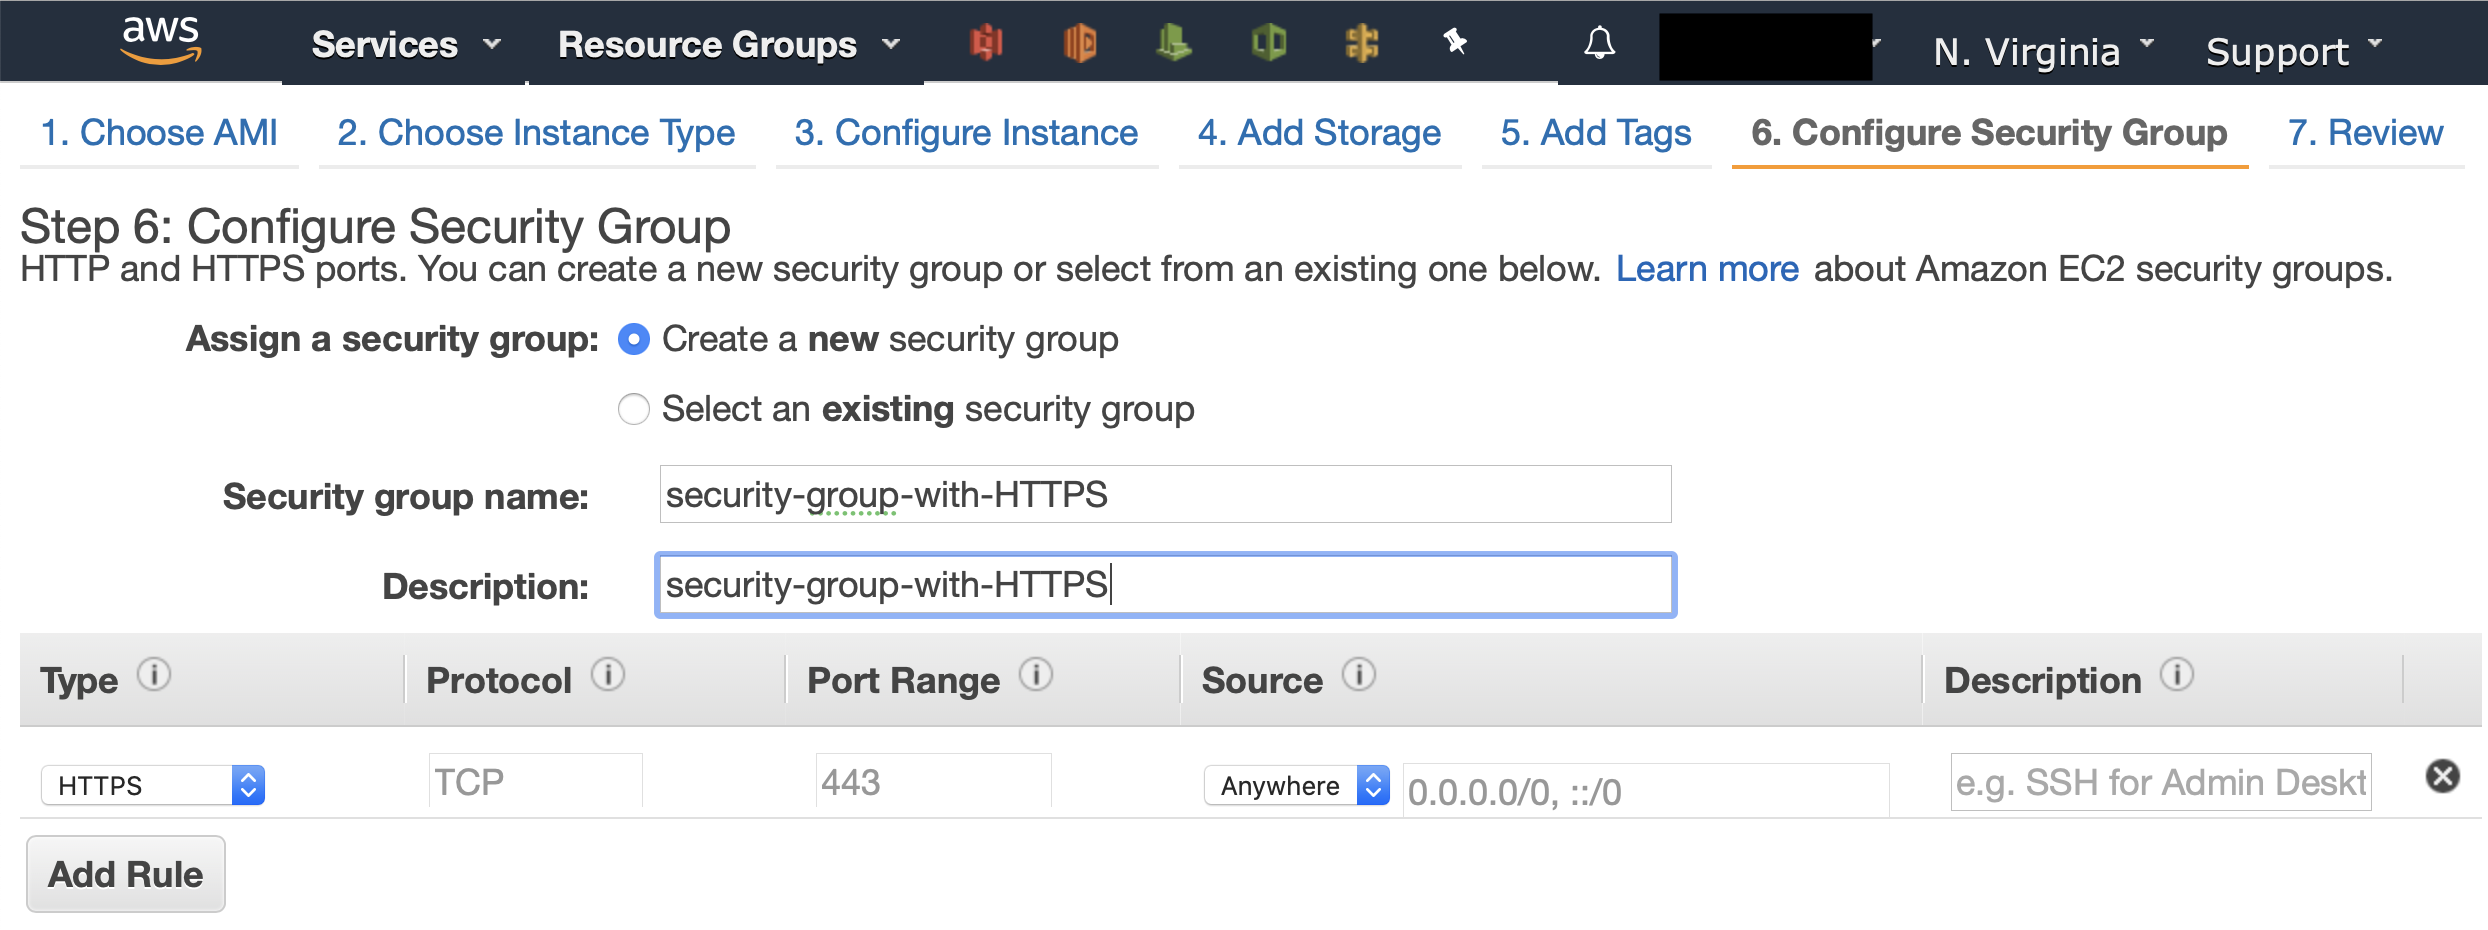 aws Services Resource Groups N. Virginia Support
1. Choose AMI 2. Choose Instance Type 3. Configure Instance 4. Add Storage 5. Add Tags 6. Configure Security Group 7. Review
Step 6: Configure Security Group
HTTP and HTTPS ports. You can create a new security group or select from an existing one below. Learn more about Amazon EC2 security groups.
Assign a security group: Create a new security group
Select an existing security group
Security group name: security-group-with-HTTPS
Description: security-group-with-HTTPS
Type i Protocol i Port Range i Source i Description i
HTTPS TCP 443 Anywhere 0.0.0.0/0, ::/0 e.g. SSH for Admin Deskt
Add Rule